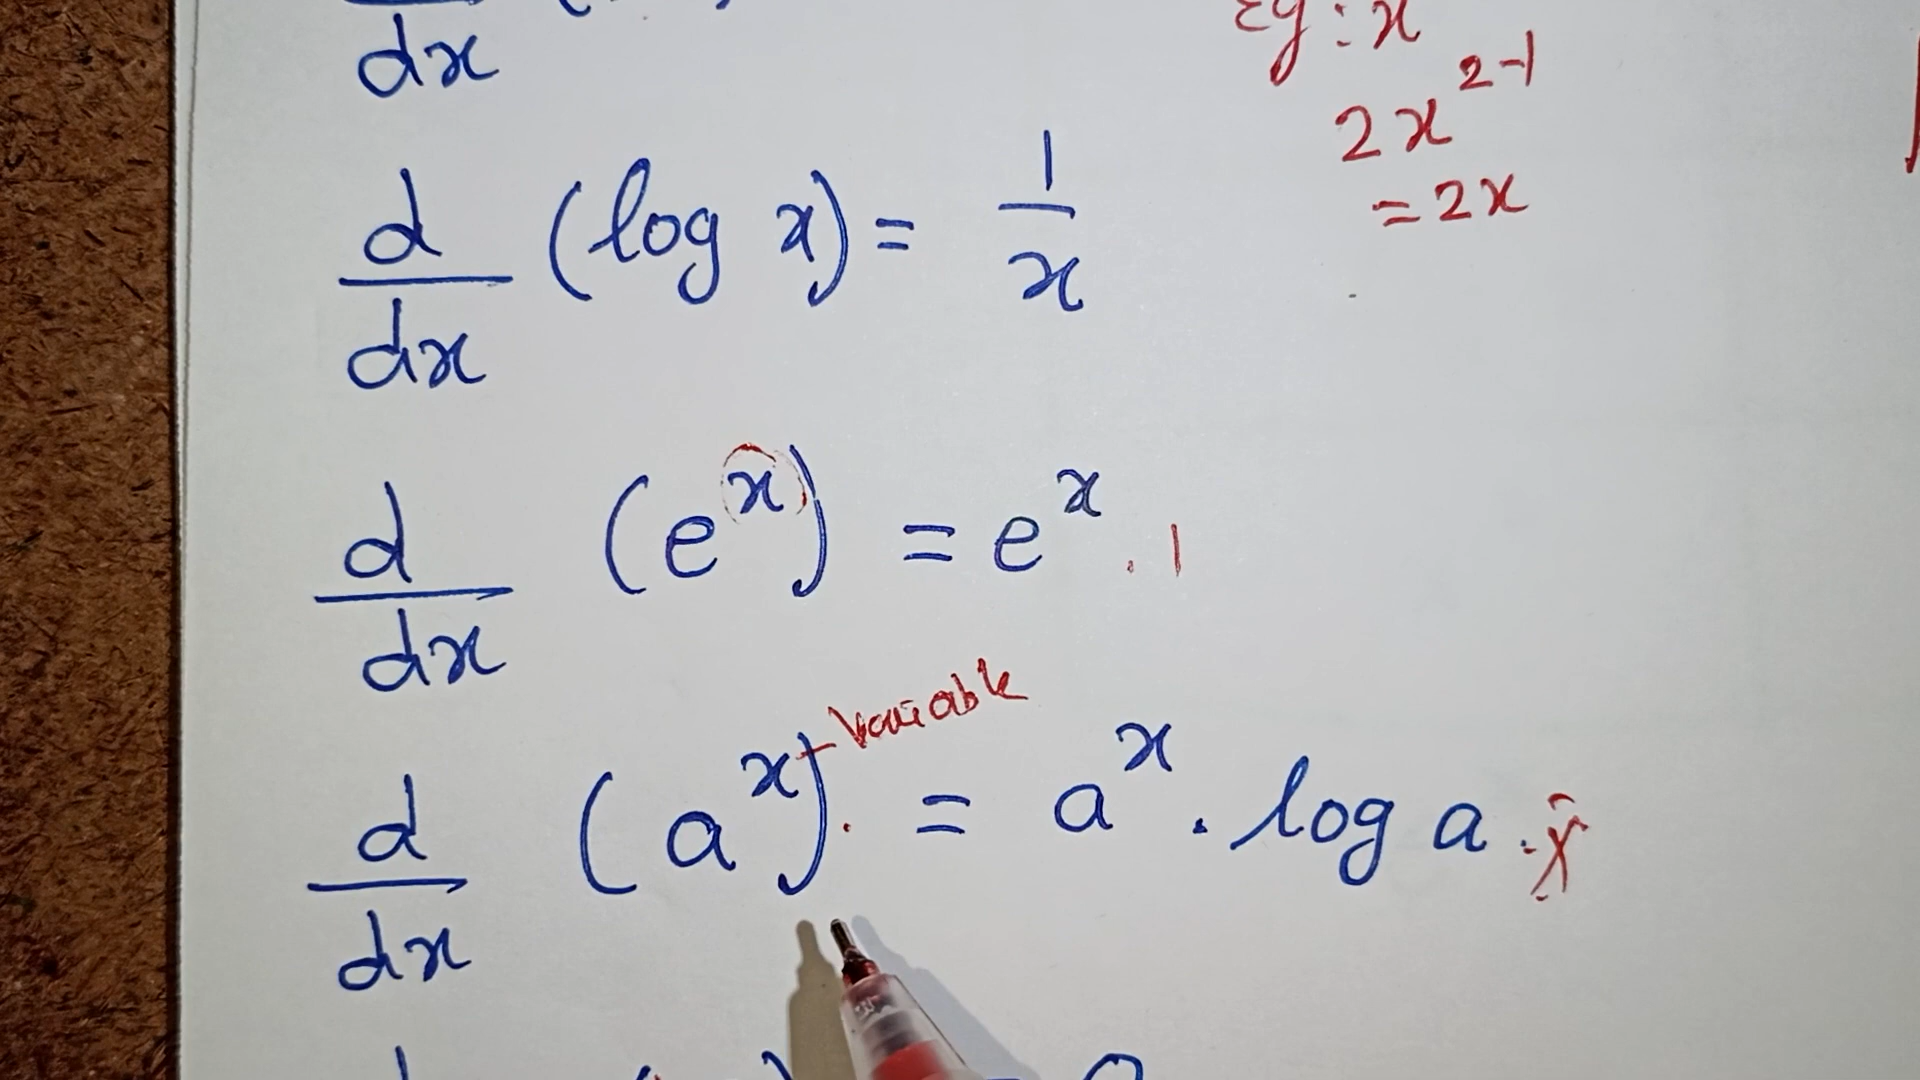 dx
Eg: x
2x^{2-1}
= 2x
d/dx (log x) = 1/x
d/dx (e^x) = e^x . 1
Variable
d/dx (a^x). = a^x . log a .
d